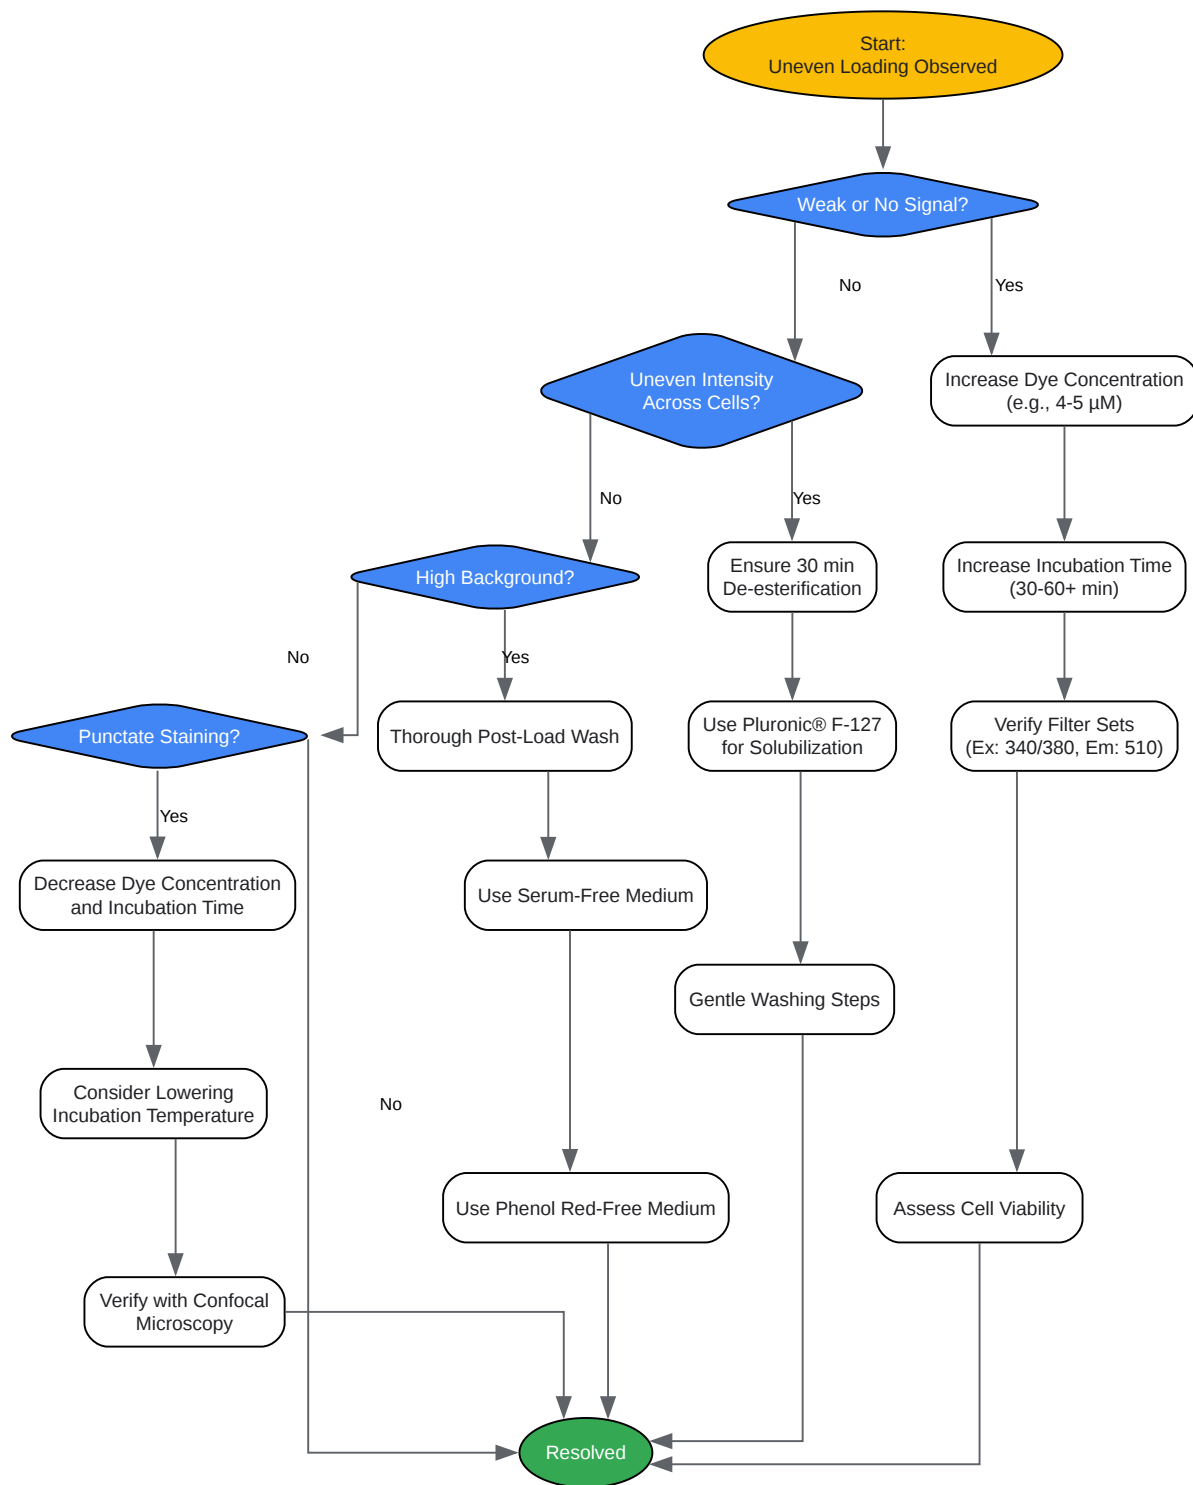 Start:
Uneven Loading Observed
Weak or No Signal?
No
Yes
Uneven Intensity
Across Cells?
Increase Dye Concentration
(e.g., 4-5 µM)
No
Yes
High Background?
Ensure 30 min
De-esterification
Increase Incubation Time
(30-60+ min)
No
Yes
Punctate Staining?
Thorough Post-Load Wash
Use Pluronic® F-127
for Solubilization
Verify Filter Sets
(Ex: 340/380, Em: 510)
Yes
Decrease Dye Concentration
and Incubation Time
Use Serum-Free Medium
Gentle Washing Steps
Consider Lowering
Incubation Temperature
No
Use Phenol Red-Free Medium
Assess Cell Viability
Verify with Confocal
Microscopy
Resolved